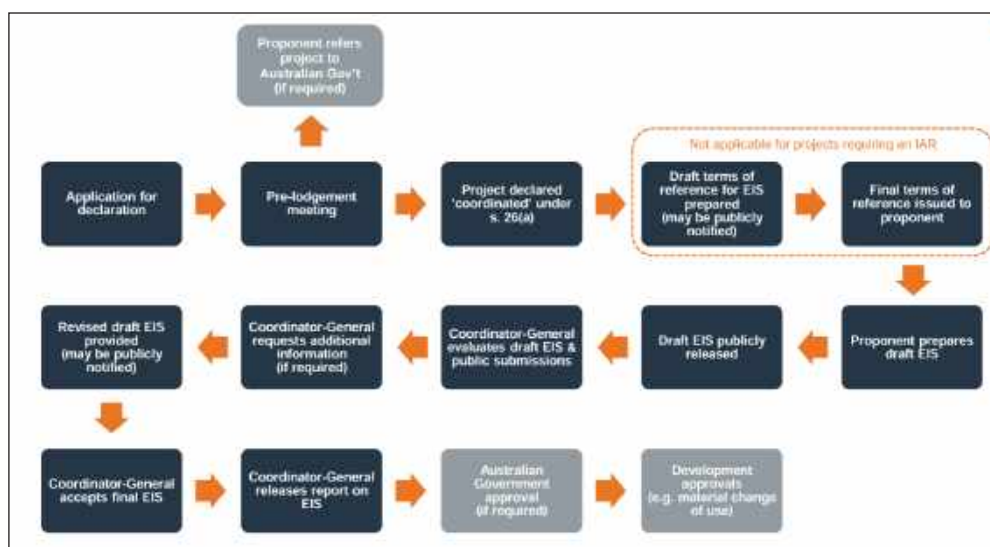 Proponent refers
project to
Australian Gov't
(if required)
Not applicable for projects requiring an IAR
Application for
declaration
Pre-lodgement
meeting
Project declared
'coordinated' under
s. 26(a)
Draft terms of
reference for EIS
prepared
(may be publicly
notified)
Final terms of
reference issued to
proponent
Proponent prepares
draft EIS
Draft EIS publicly
released
Coordinator-General
evaluates draft EIS &
public submissions
Coordinator-General
requests additional
information
(if required)
Revised draft EIS
provided
(may be publicly
notified)
Coordinator-General
accepts final EIS
Coordinator-General
releases report on
EIS
Australian
Government
approval
(if required)
Development
approvals
(e.g. material change
of use)